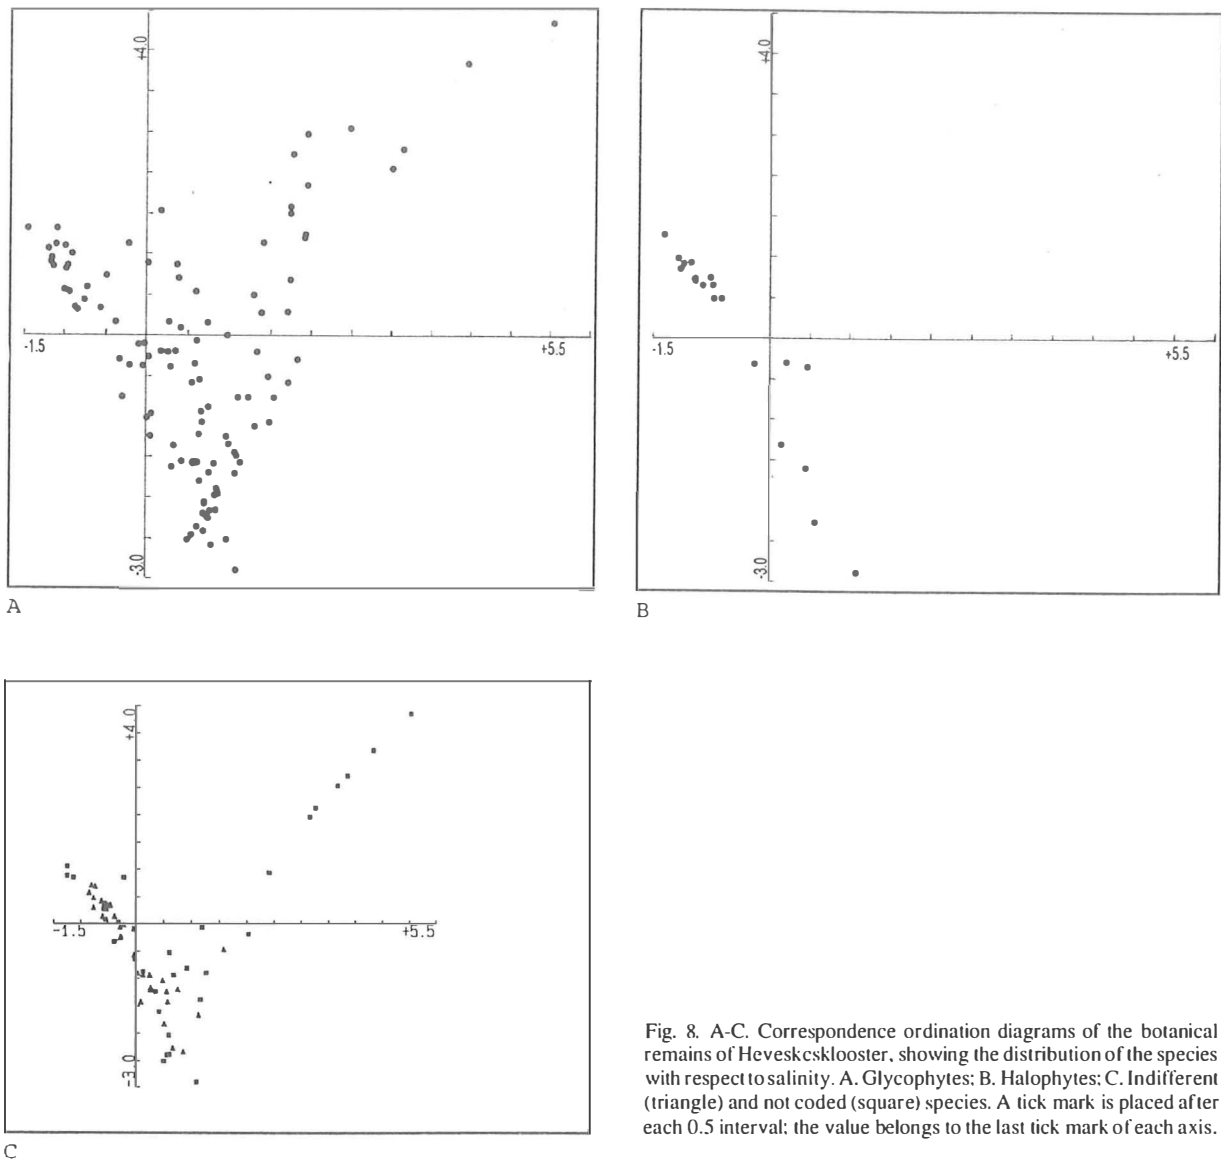 +4.0
-1.5
+5.5
-3.0
A
+4.0
-1.5
+5.5
-3.0
B
+4.0
-1.5
+5.5
-3.0
C
Fig. 8. A-C. Correspondence ordination diagrams of the botanical
remains of Heveskcsklooster, showing the distribution of the species
with respect to salinity. A. Glycophytes; B. Halophytes; C. Indifferent
(triangle) and not coded (square) species. A tick mark is placed after
each 0.5 interval; the value belongs to the last tick mark of each axis.